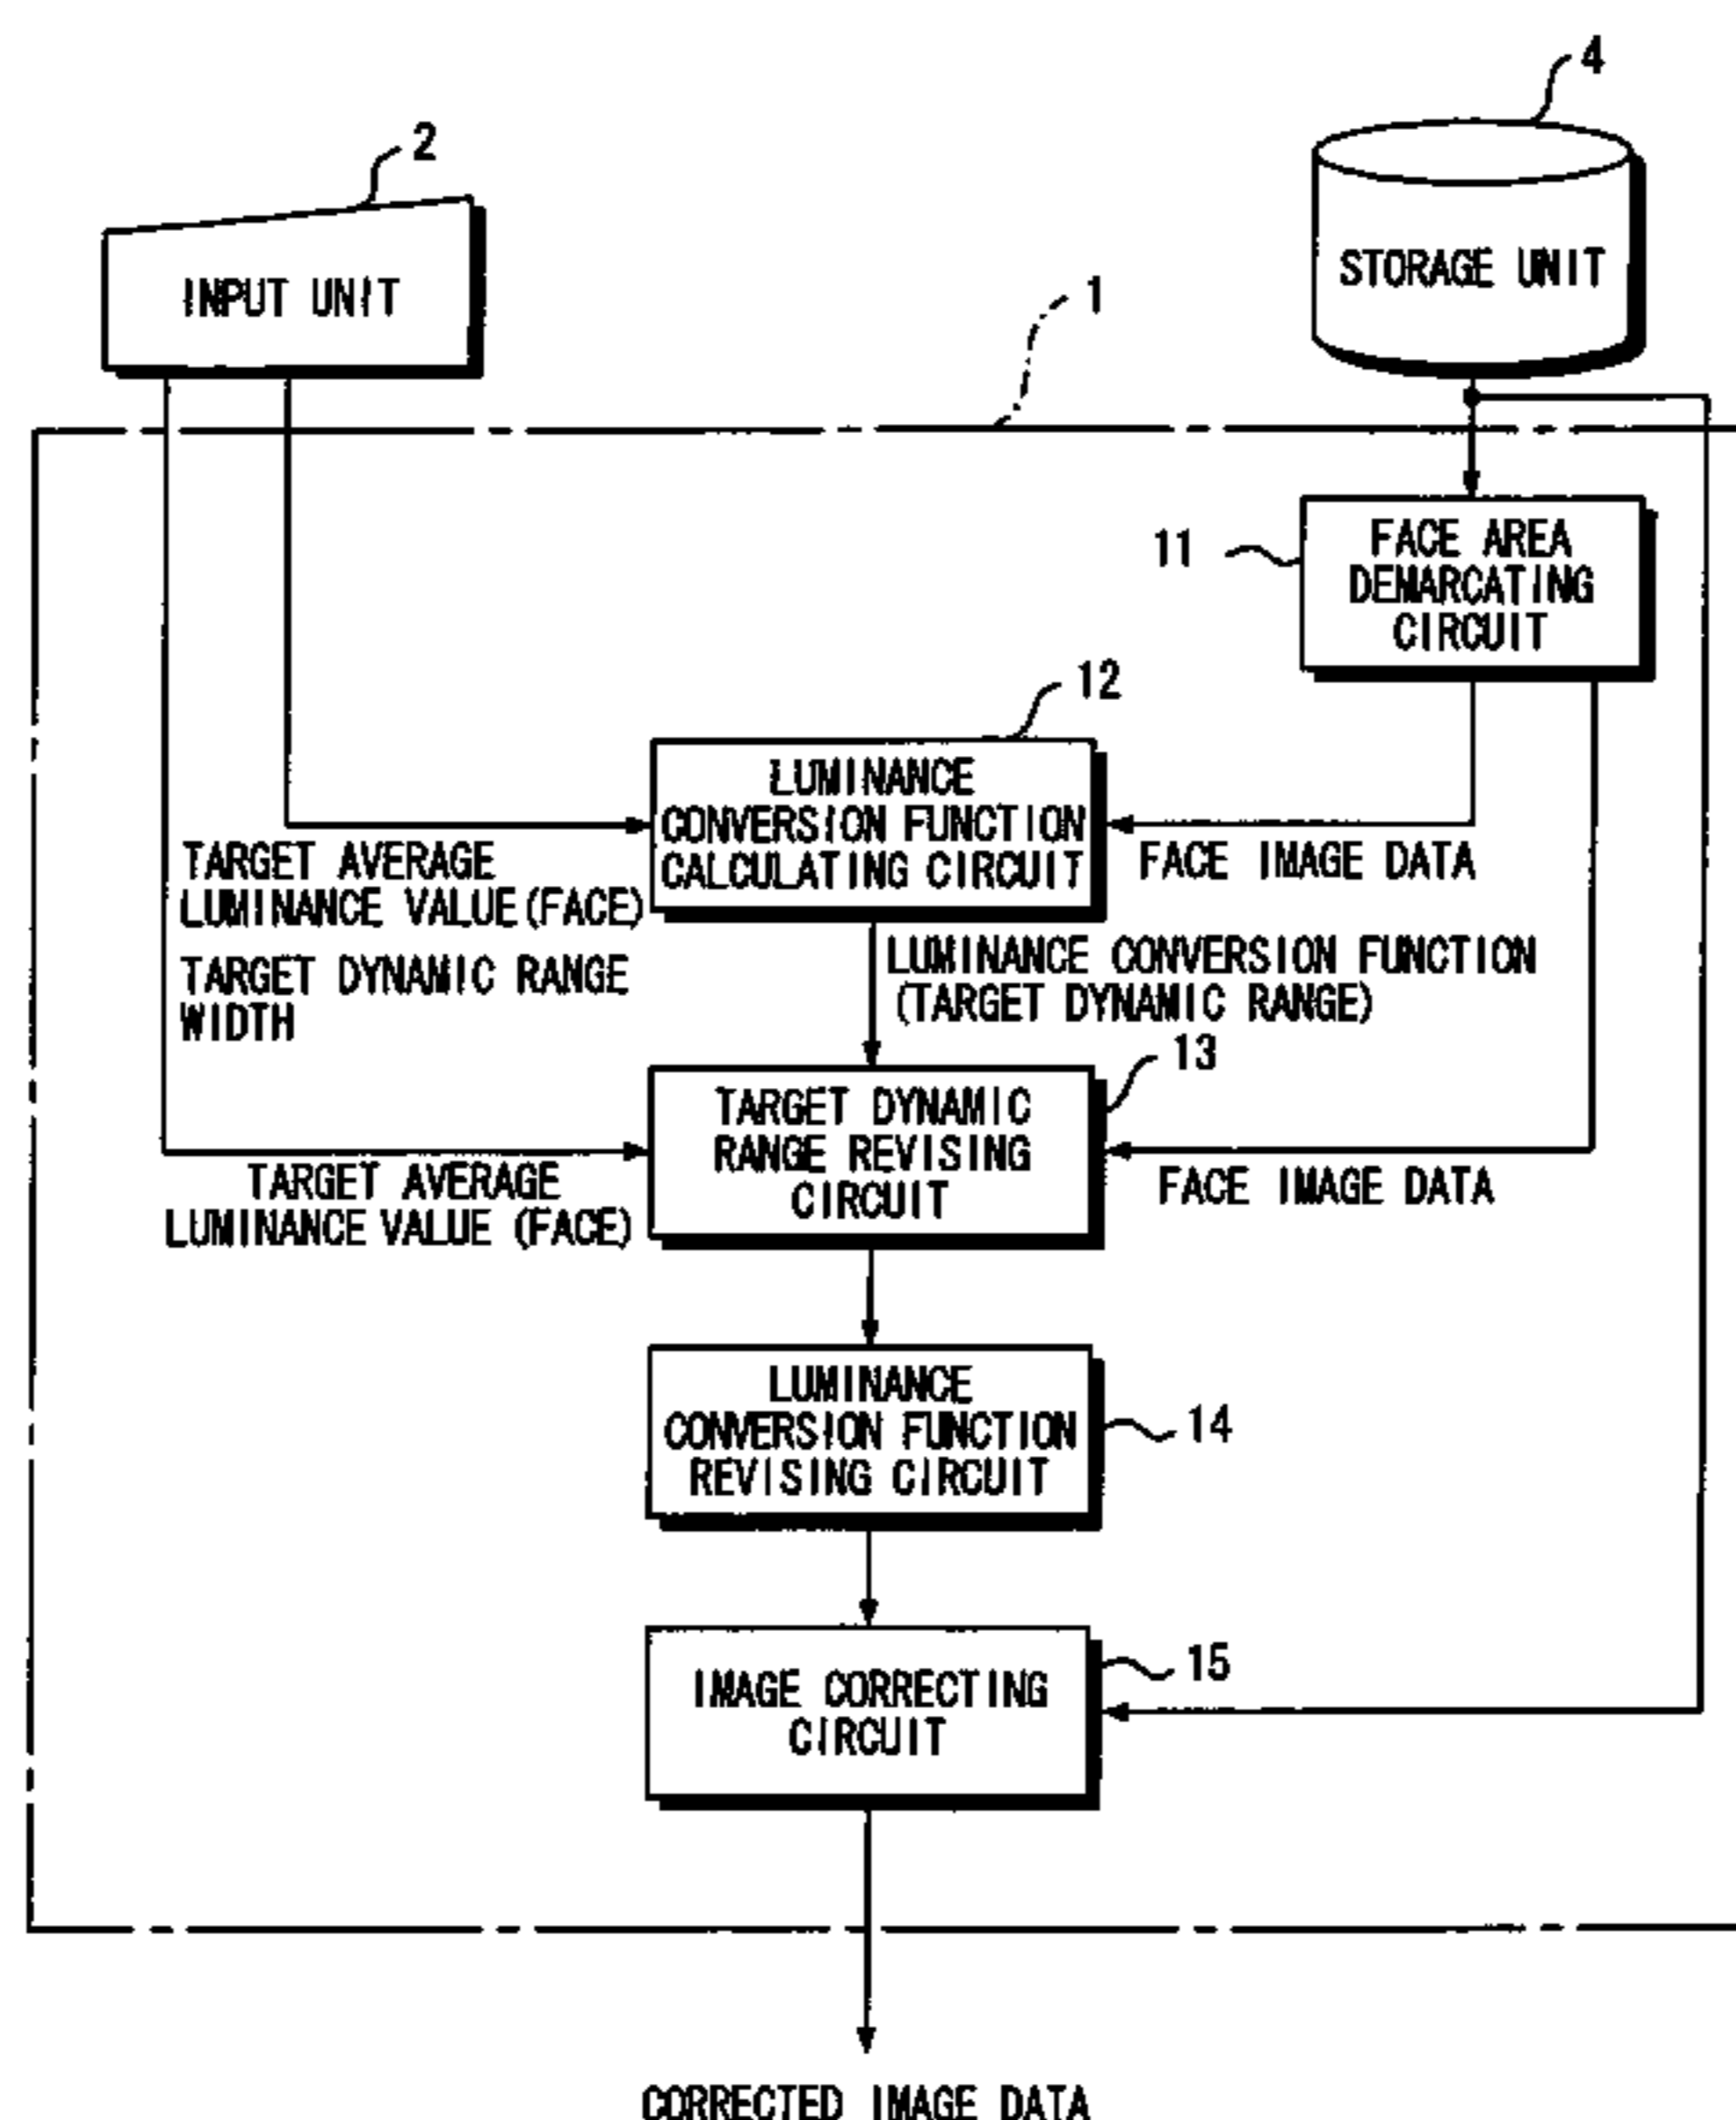 4
2
STORAGE UNIT
INPUT UNIT
1
11
FACE AREA
DEMARCATING
CIRCUIT
12
LUMINANCE
CONVERSION FUNCTION
CALCULATING CIRCUIT
TARGET AVERAGE
LUMINANCE VALUE(FACE)
FACE IMAGE DATA
TARGET DYNAMIC RANGE
WIDTH
LUMINANCE CONVERSION FUNCTION
(TARGET DYNAMIC RANGE)
13
TARGET DYNAMIC
RANGE REVISING
CIRCUIT
TARGET AVERAGE
LUMINANCE VALUE (FACE)
FACE IMAGE DATA
LUMINANCE
CONVERSION FUNCTION
REVISING CIRCUIT
14
15
IMAGE CORRECTING
CIRCUIT
CORRECTED IMAGE DATA